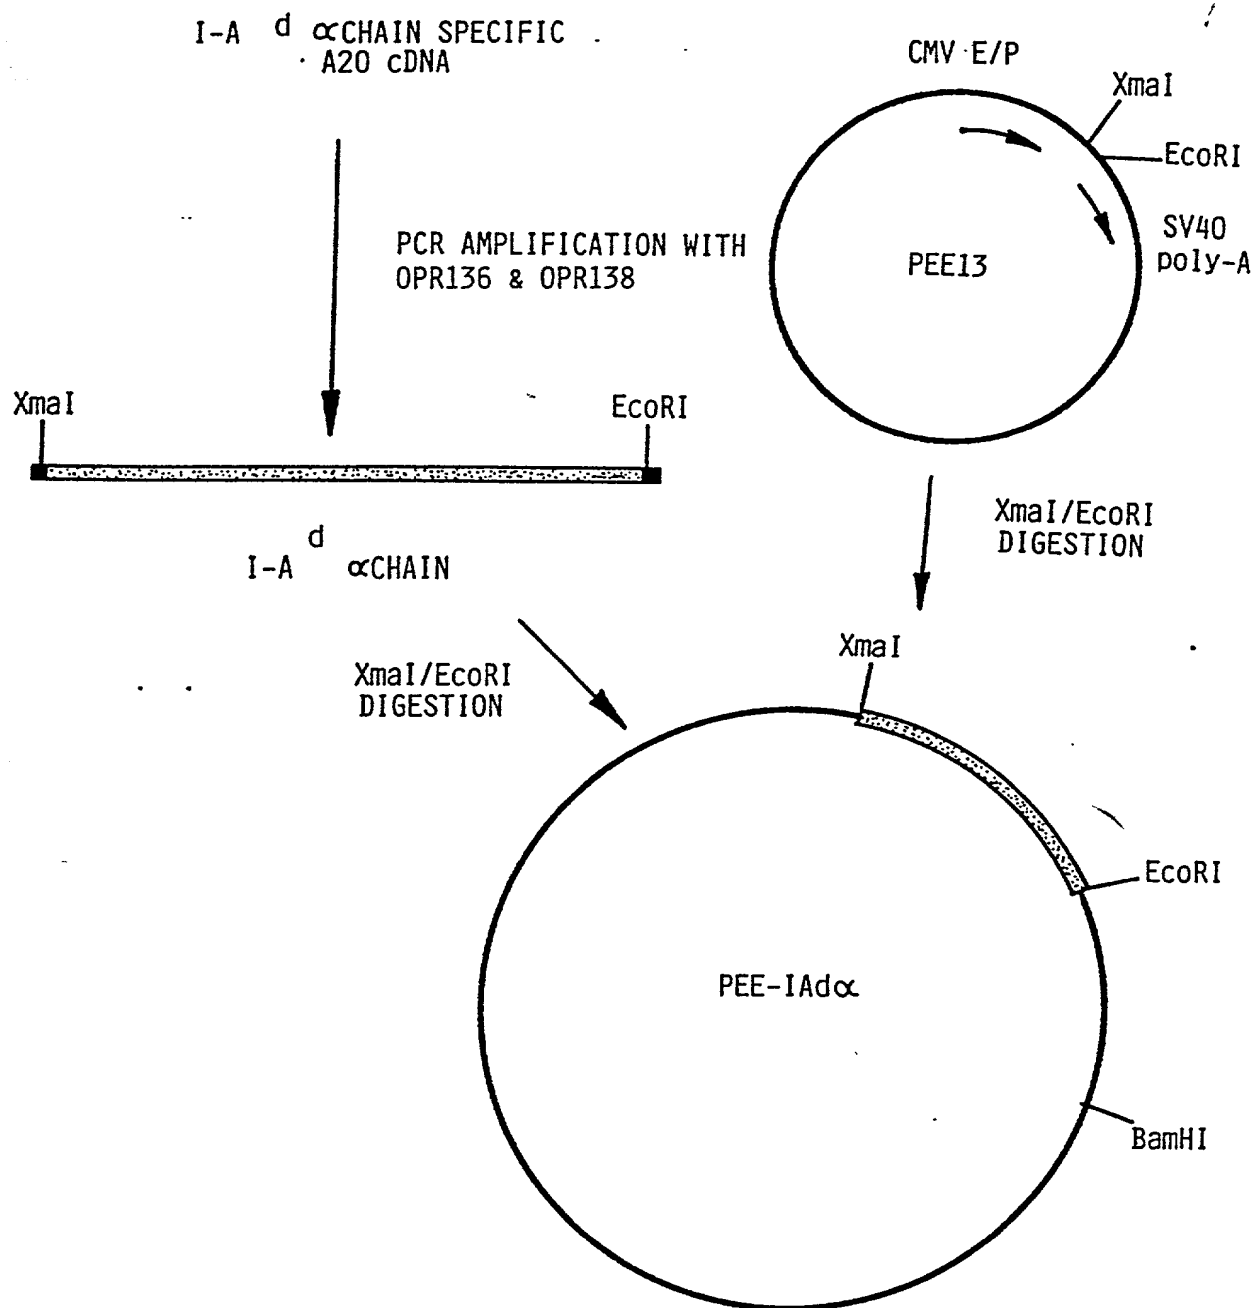 I-A d αCHAIN SPECIFIC
A20 cDNA
CMV E/P
XmaI
EcoRI
SV40
poly-A
PEE13
PCR AMPLIFICATION WITH
OPR136 & OPR138
XmaI
EcoRI
I-A d αCHAIN
XmaI/EcoRI
DIGESTION
XmaI/EcoRI
DIGESTION
XmaI
EcoRI
PEE-IAdα
BamHI